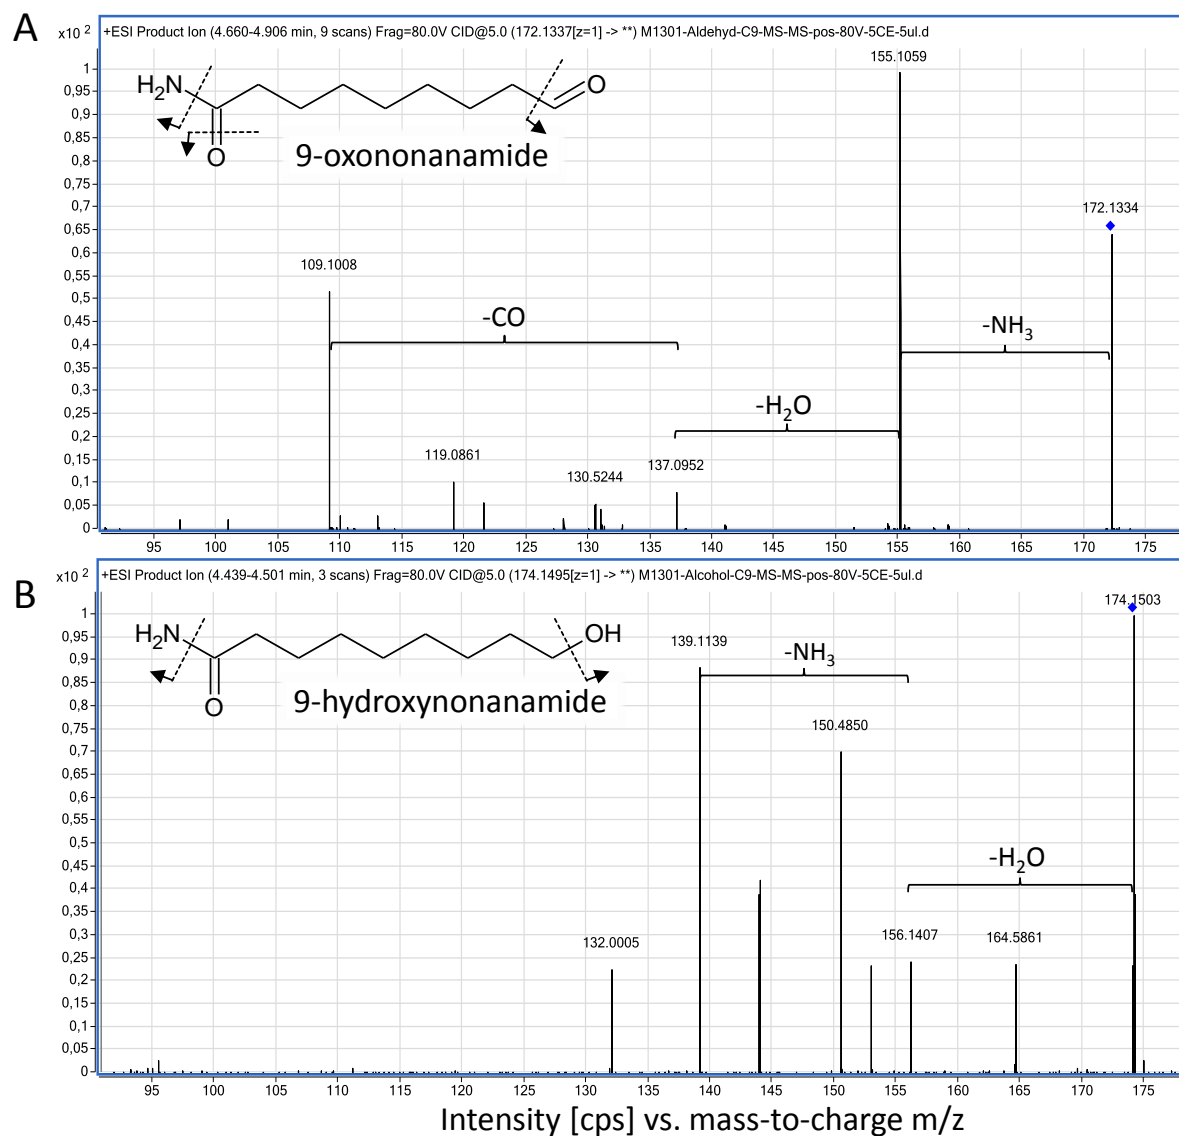 A
x10 2
+ESI Product Ion (4.660-4.906 min, 9 scans) Frag=80.0V CID@5.0 (172.1337[z=1] -> **) M1301-Aldehyd-C9-MS-MS-pos-80V-5CE-5ul.d
1
0,95
0,9
0,85
0,8
0,75
0,7
0,65
0,6
0,55
0,5
0,45
0,4
0,35
0,3
0,25
0,2
0,15
0,1
0,05
0
H2N
O
O
9-oxononanamide
155.1059
172.1334
109.1008
-CO
-NH3
-H2O
119.0861
130.5244
137.0952
95 100 105 110 115 120 125 130 135 140 145 150 155 160 165 170 175
B
x10 2
+ESI Product Ion (4.439-4.501 min, 3 scans) Frag=80.0V CID@5.0 (174.1495[z=1] -> **) M1301-Alcohol-C9-MS-MS-pos-80V-5CE-5ul.d
1
0,95
0,9
0,85
0,8
0,75
0,7
0,65
0,6
0,55
0,5
0,45
0,4
0,35
0,3
0,25
0,2
0,15
0,1
0,05
0
H2N
OH
O
9-hydroxynonanamide
174.1503
139.1139
-NH3
150.4850
-H2O
132.0005
156.1407
164.5861
95 100 105 110 115 120 125 130 135 140 145 150 155 160 165 170 175
Intensity [cps] vs. mass-to-charge m/z